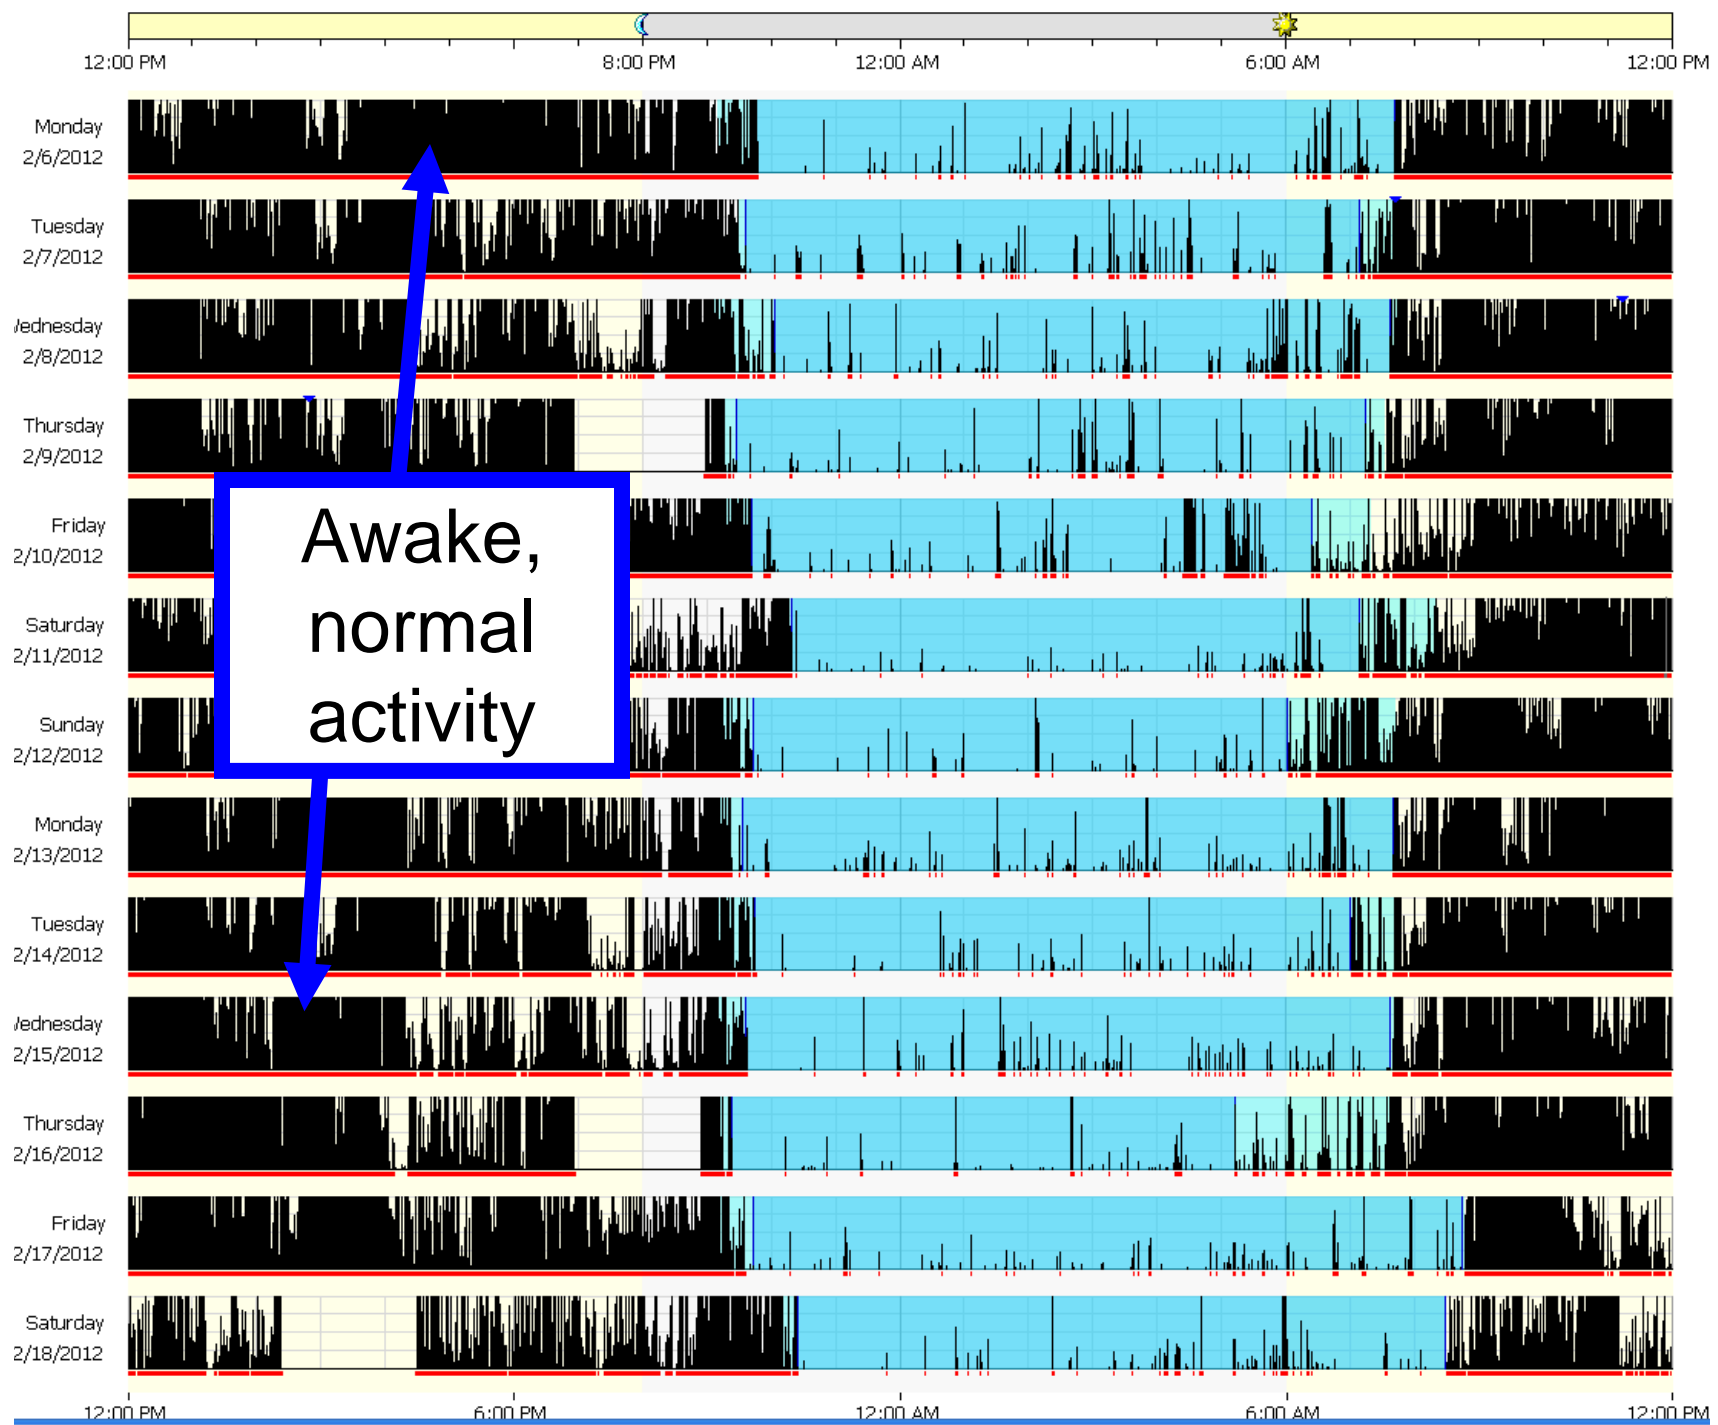 12:00 PM 8:00 PM 12:00 AM 6:00 AM 12:00 PM
Monday
2/6/2012
Tuesday
2/7/2012
Wednesday
2/8/2012
Thursday
2/9/2012
Awake,
normal
activity
Friday
2/10/2012
Saturday
2/11/2012
Sunday
2/12/2012
Monday
2/13/2012
Tuesday
2/14/2012
Wednesday
2/15/2012
Thursday
2/16/2012
Friday
2/17/2012
Saturday
2/18/2012
12:00 PM 6:00 PM 12:00 AM 6:00 AM 12:00 PM